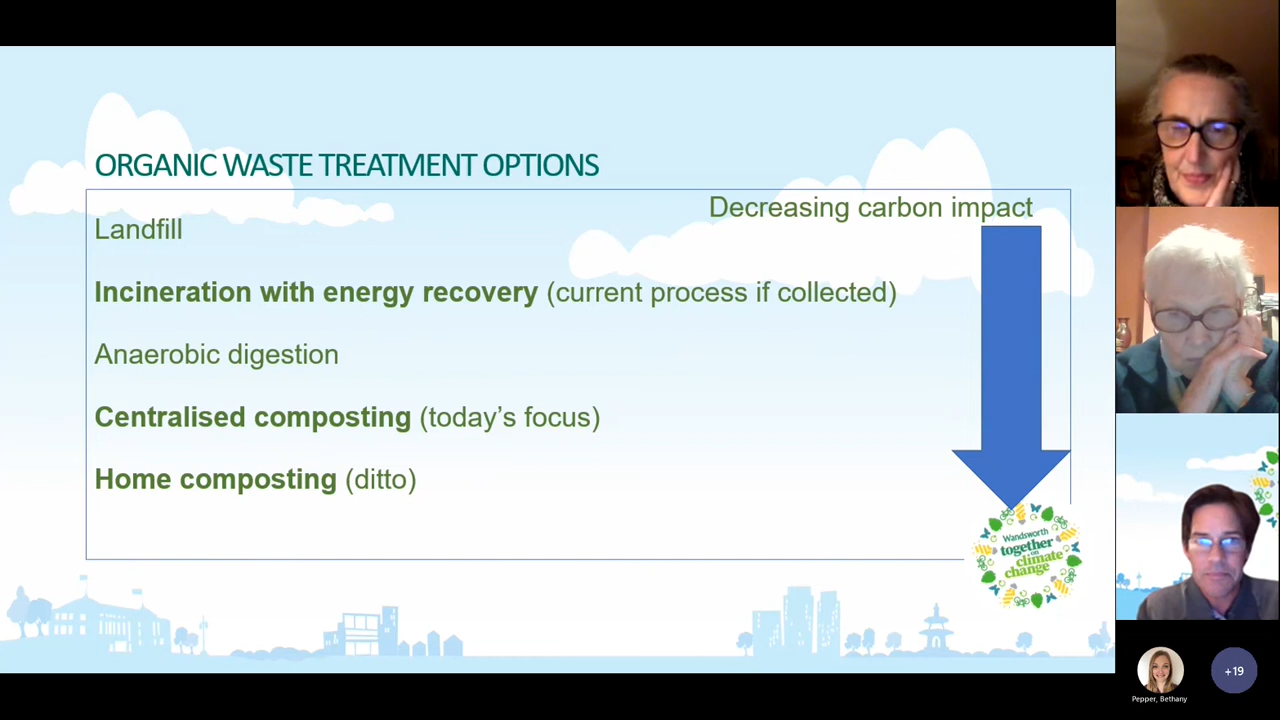 ORGANIC WASTE TREATMENT OPTIONS
Decreasing carbon impact
Landfill
Incineration with energy recovery (current process if collected)
Anaerobic digestion
Centralised composting (today’s focus)
Home composting (ditto)
Wandsworth
together
on
climate
change
+19
Pepper, Bethany